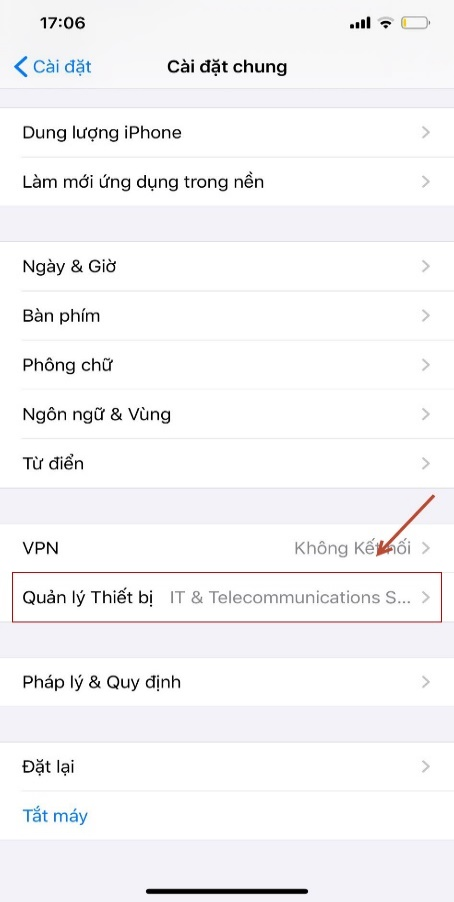 17:06
Cài đặt
Cài đặt chung
Dung lượng iPhone
Làm mới ứng dụng trong nền
Ngày & Giờ
Bàn phím
Phông chữ
Ngôn ngữ & Vùng
Từ điển
VPN Không Kết nối
Quản lý Thiết bị IT & Telecommunications S...
Pháp lý & Quy định
Đặt lại
Tắt máy